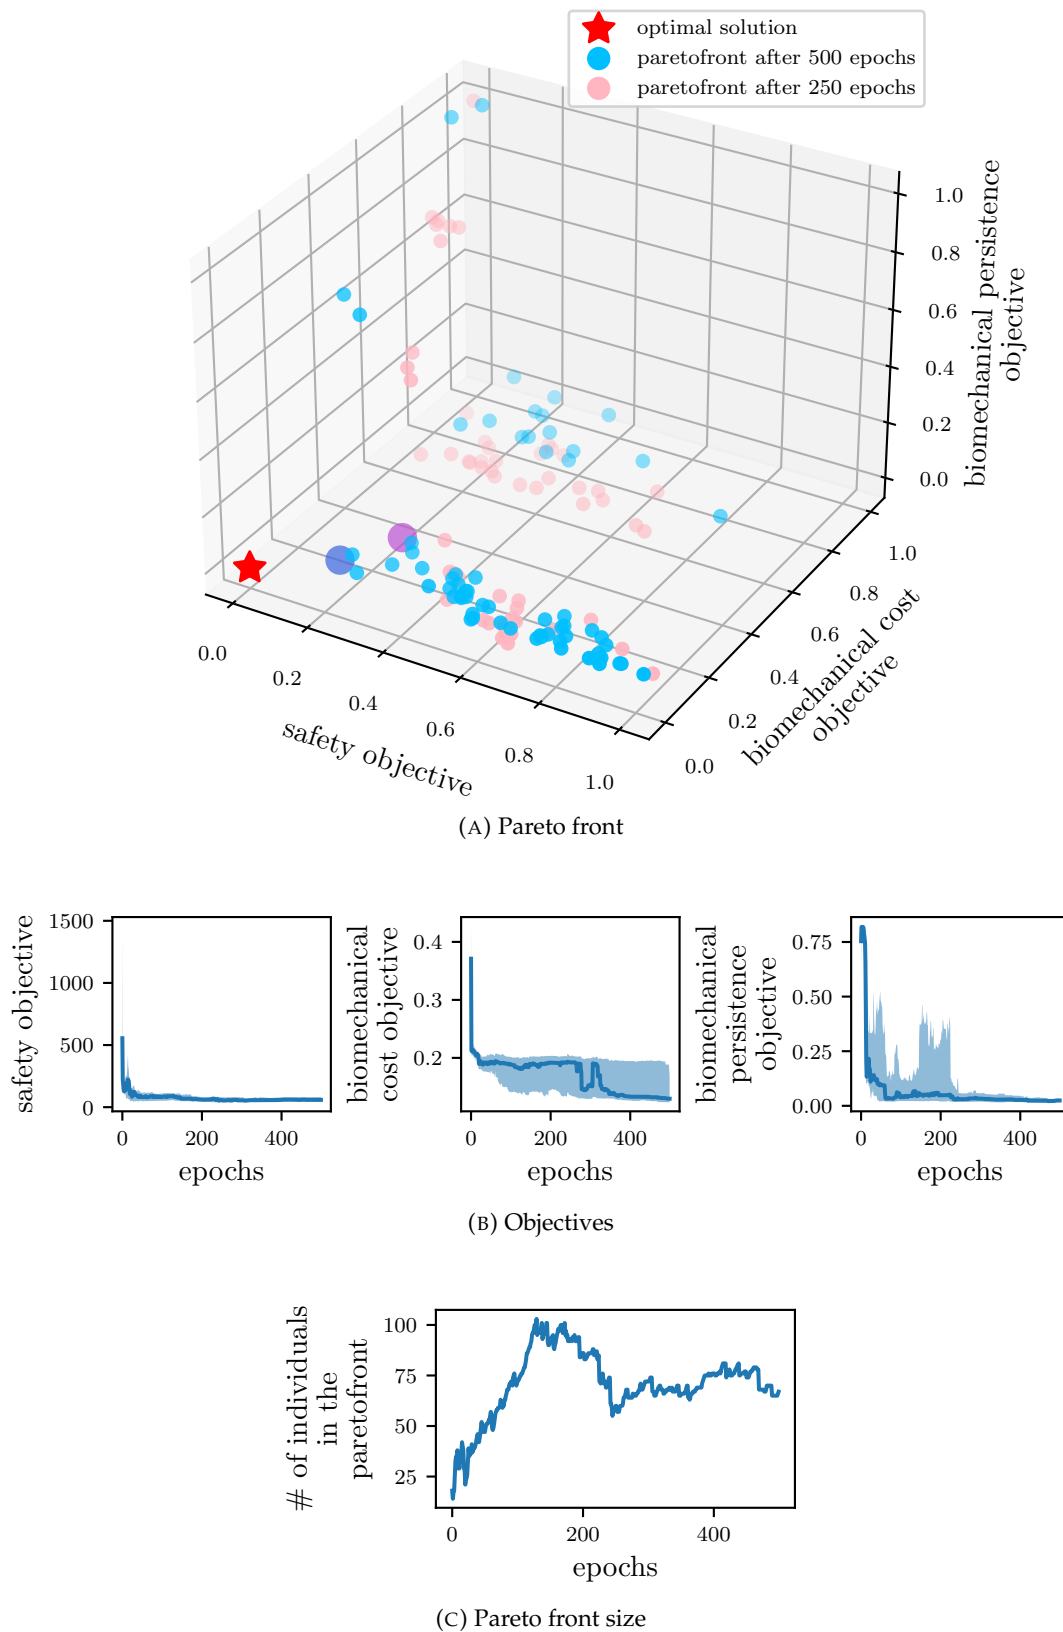 optimal solution
paretofront after 500 epochs
paretofront after 250 epochs
1.0
0.8
0.6
0.4
0.2
0.0
biomechanical persistence
objective
1.0
0.8
0.6
0.4
0.2
0.0
biomechanical cost
objective
0.0
0.2
0.4
0.6
0.8
1.0
safety objective
(A) Pareto front
safety objective
1500
1000
500
0
0
200
400
epochs
biomechanical
cost objective
0.4
0.3
0.2
0
200
400
epochs
biomechanical
persistence
objective
0.75
0.50
0.25
0.00
0
200
400
epochs
(B) Objectives
# of individuals
in the
paretofront
100
75
50
25
0
200
400
epochs
(C) Pareto front size